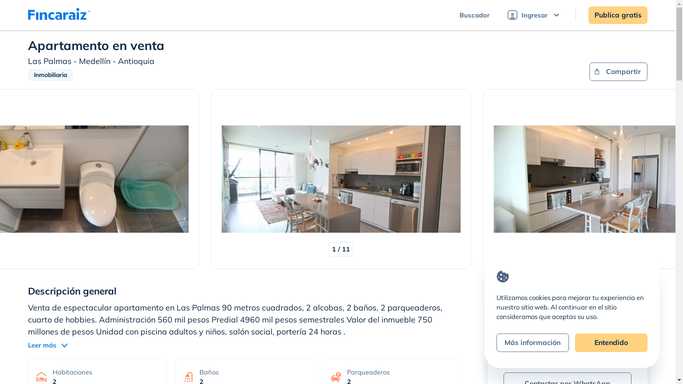 Fincaraiz
Buscador
Ingresar
Publica gratis
Apartamento en venta
Las Palmas - Medellín - Antioquia
Inmobiliaria
Compartir
1 / 11
Descripción general
Venta de espectacular apartamento en Las Palmas 90 metros cuadrados, 2 alcobas, 2 baños, 2 parqueaderos,
cuarto de hobbies. Administración 560 mil pesos Predial 4960 mil pesos semestrales Valor del inmueble 750
millones de pesos Unidad con piscina adultos y niños, salón social, portería 24 horas .
Leer más
Habitaciones
2
Baños
2
Parqueaderos
2
Utilizamos cookies para mejorar tu experiencia en
nuestro sitio web. Al continuar en el sitio
consideramos que aceptas su uso.
Más información
Entendido
Contactar por WhatsApp